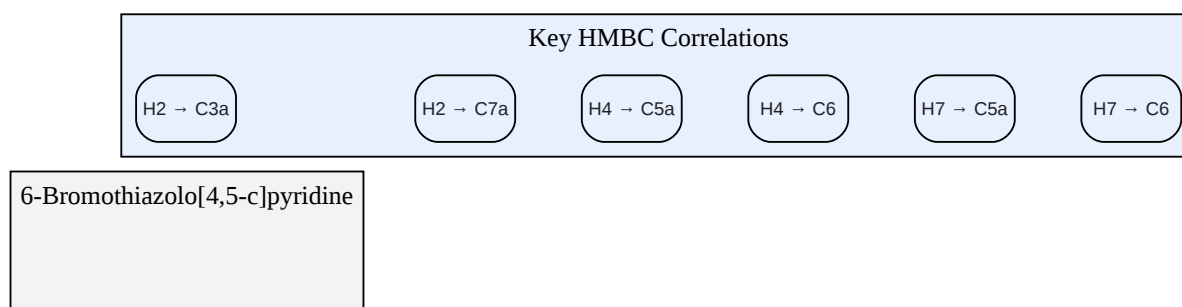 Key HMBC Correlations
H2 → C3a
H2 → C7a
H4 → C5a
H4 → C6
H7 → C5a
H7 → C6
6-Bromothiazolo[4,5-c]pyridine